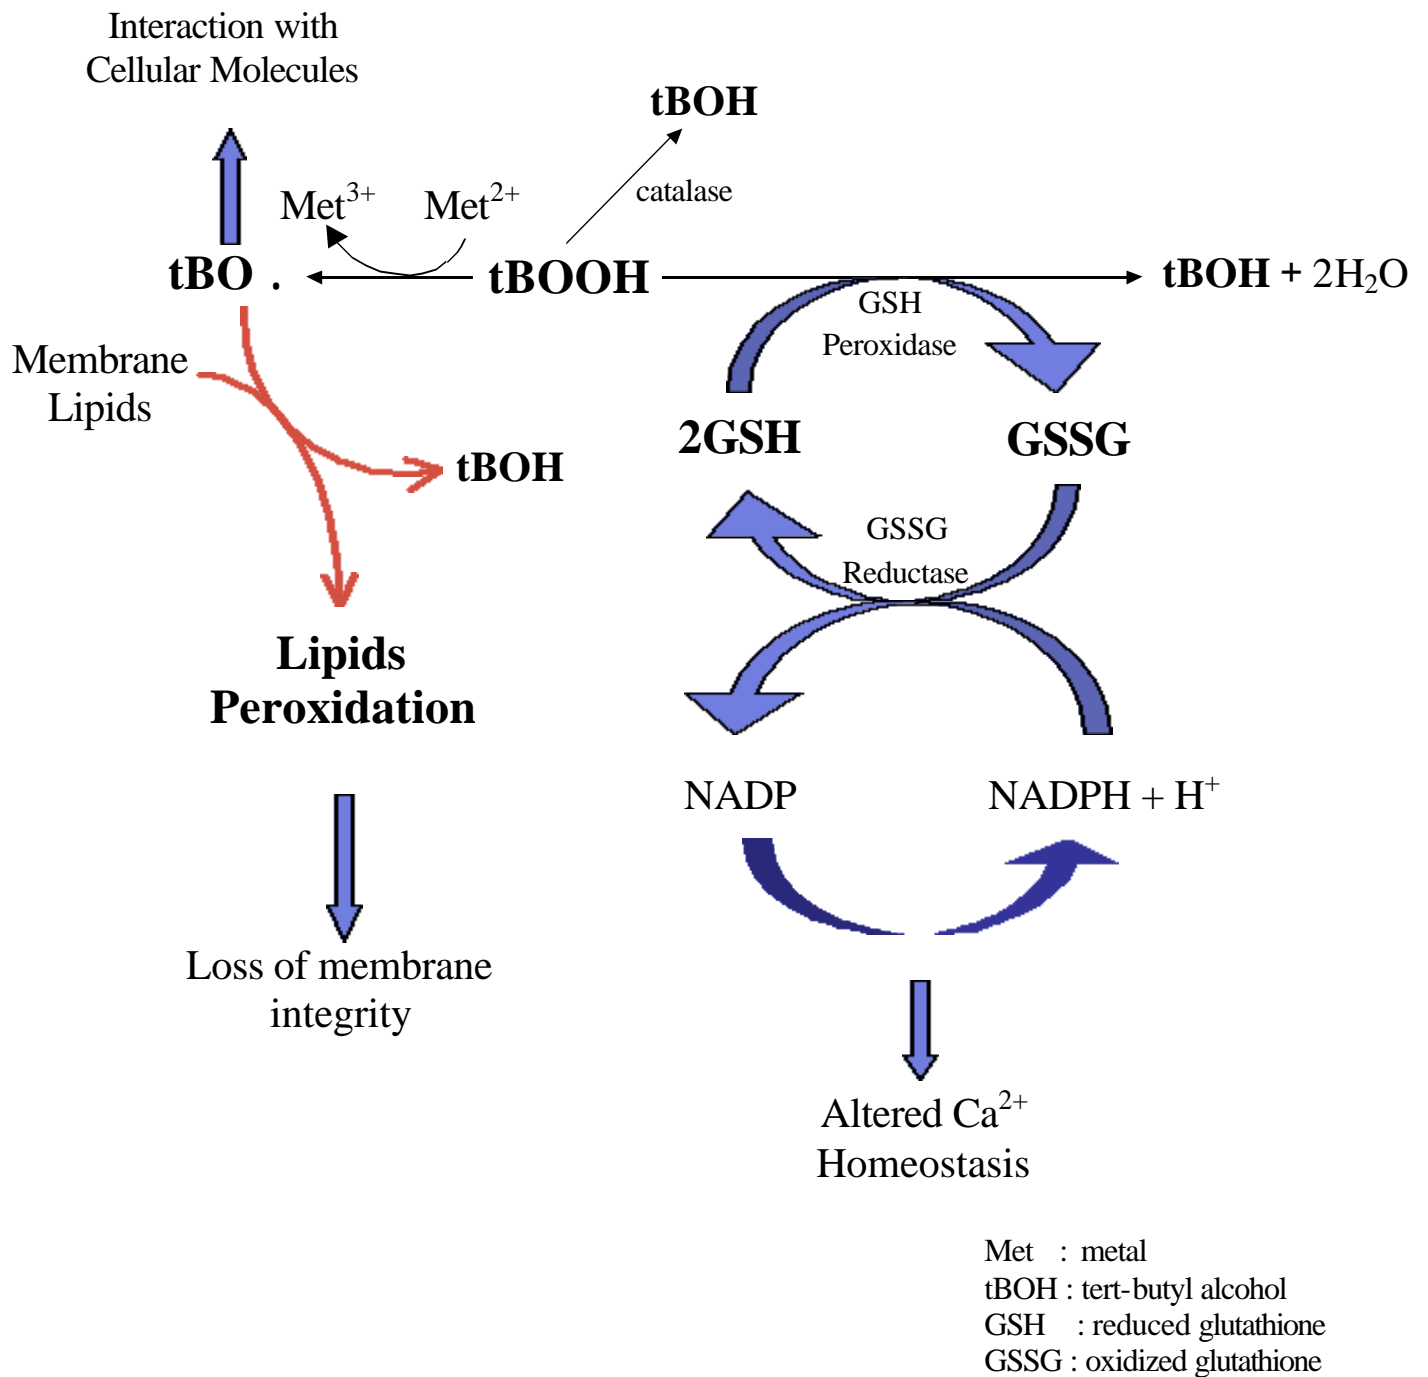 Interaction with
Cellular Molecules
tBOH
catalase
Met³⁺ Met²⁺
tBO . tBOOH tBOH + 2H₂O
GSH
Peroxidase
Membrane
Lipids
2GSH GSSG
tBOH
GSSG
Reductase
Lipids
Peroxidation
NADP NADPH + H⁺
Loss of membrane
integrity
Altered Ca²⁺
Homeostasis
Met : metal
tBOH : tert-butyl alcohol
GSH : reduced glutathione
GSSG : oxidized glutathione